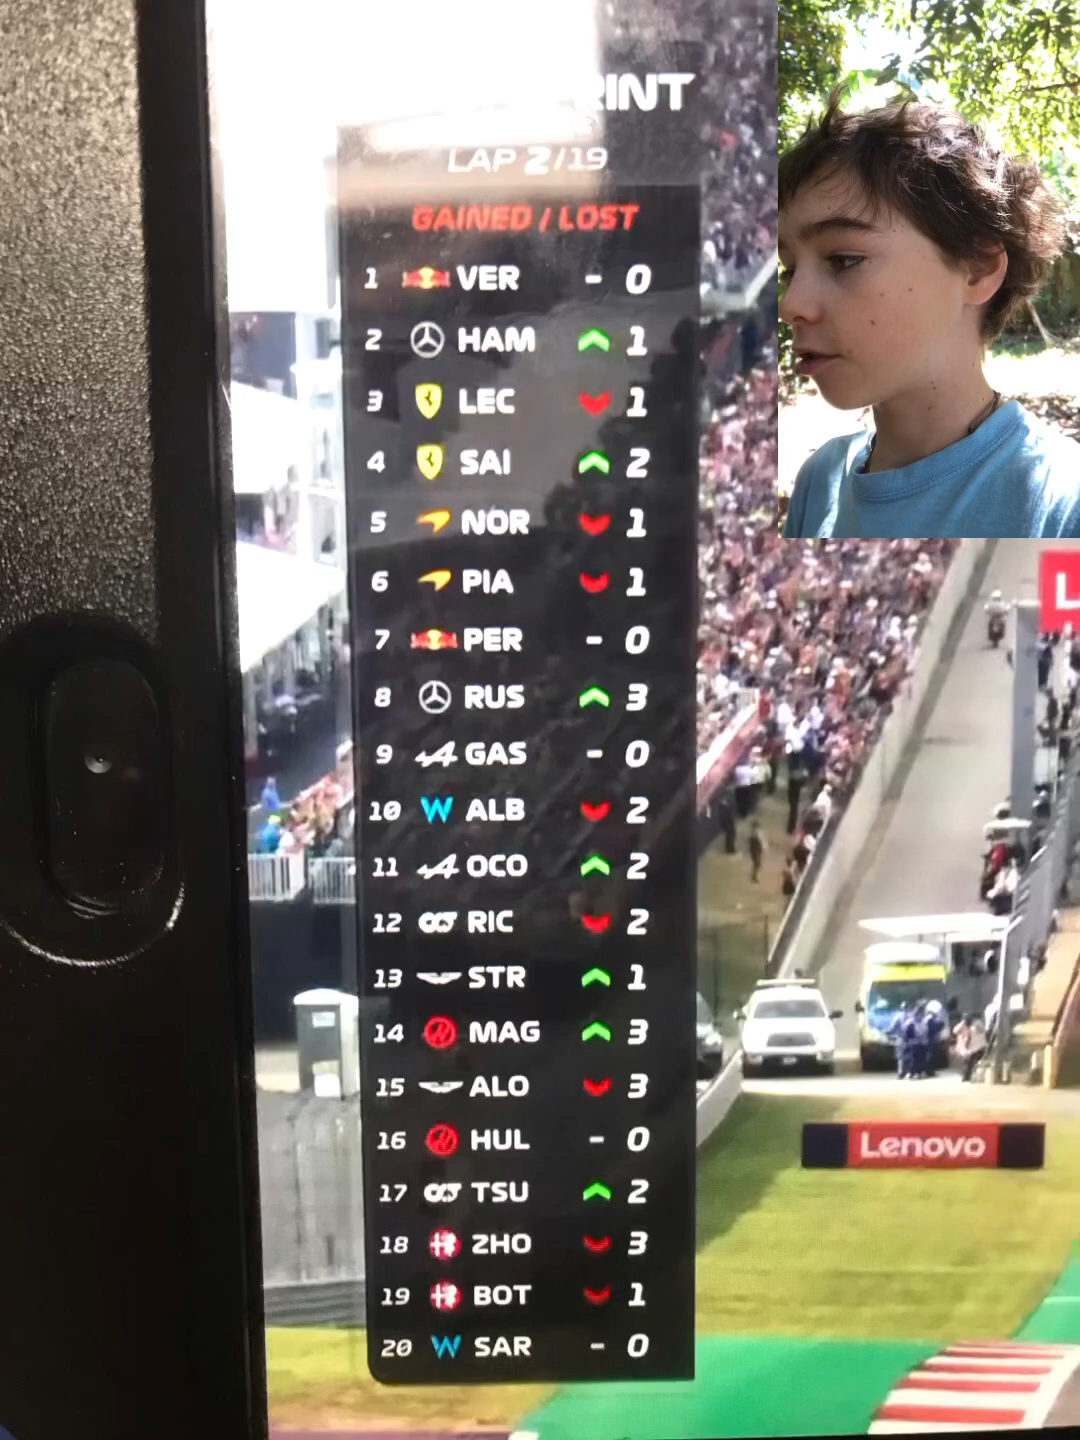 LAP 2/19
GAINED / LOST
1 VER - 0
2 HAM 1
3 LEC 1
4 SAI 2
5 NOR 1
6 PIA 1
7 PER - 0
8 RUS 3
9 GAS - 0
10 ALB 2
11 OCO 2
12 RIC 2
13 STR 1
14 MAG 3
15 ALO 3
16 HUL - 0
17 TSU 2
18 ZHO 3
19 BOT 1
20 SAR - 0
Lenovo